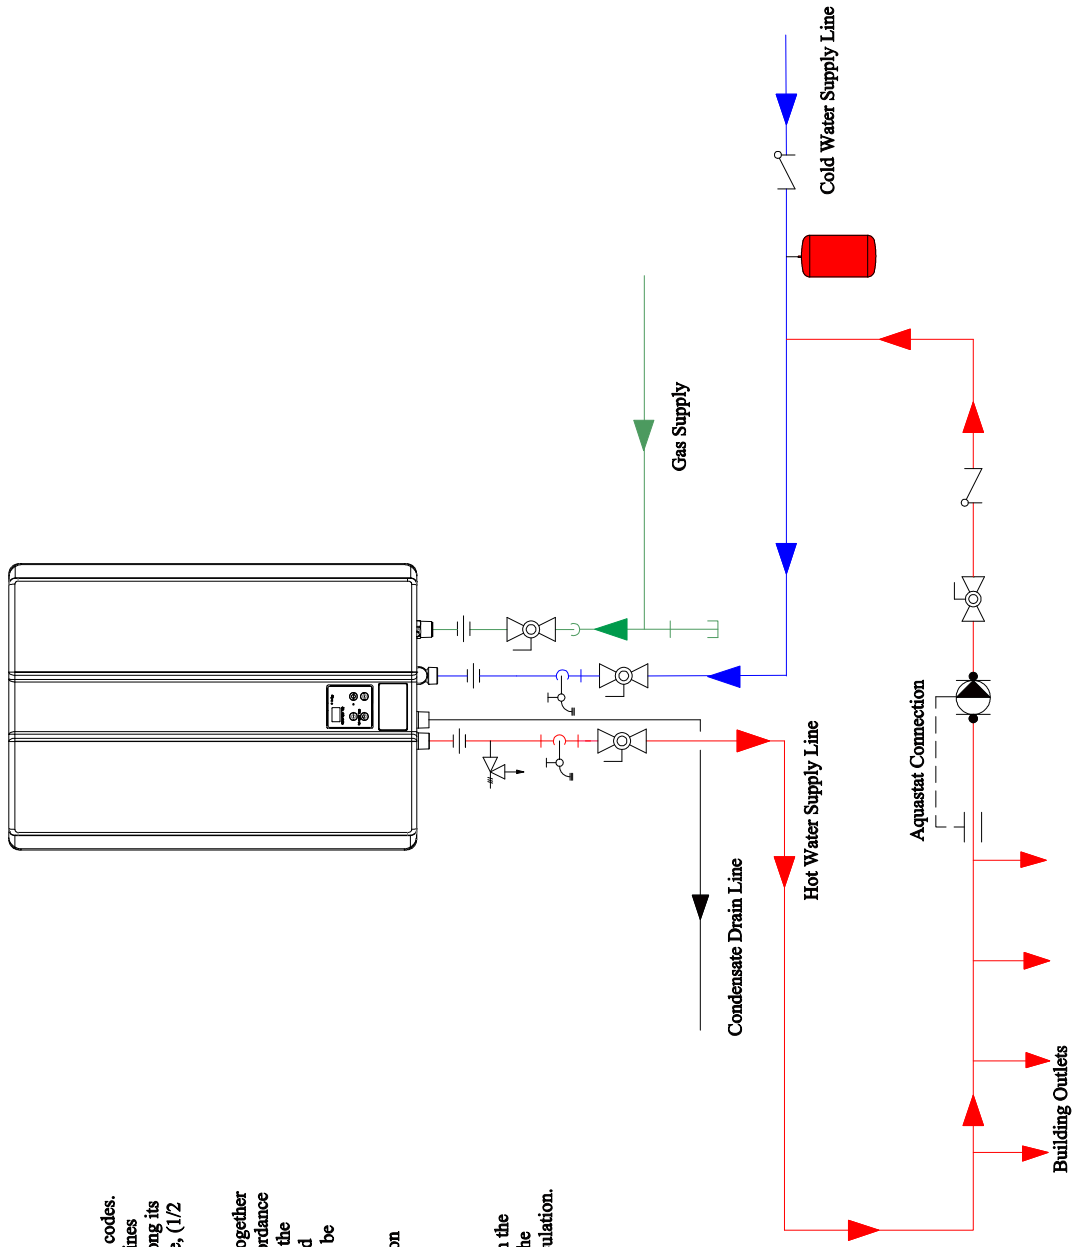 codes.
ines
ong its
e, (1/2
ogether
ordance
the
d
be
on
n the
he
ulation.
Cold Water Supply Line
Gas Supply
Hot Water Supply Line
Aquastat Connection
Condensate Drain Line
Building Outlets